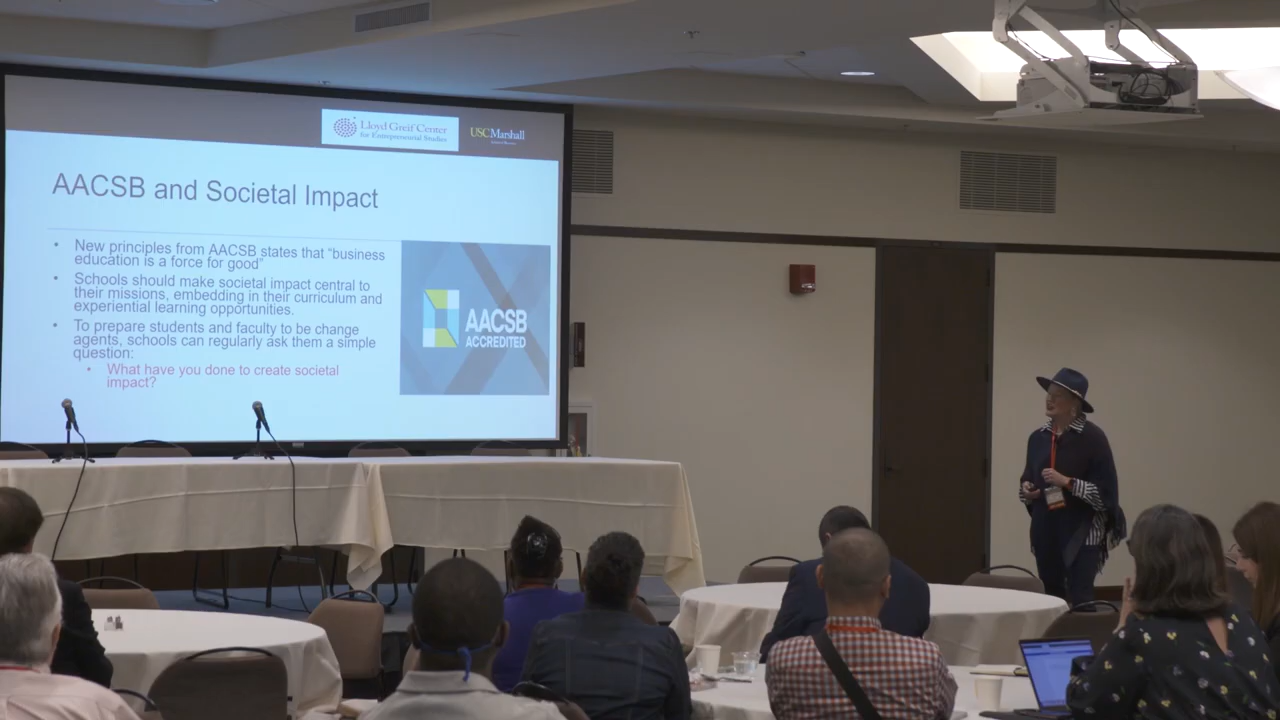 Lloyd Greif Center
for Entrepreneurial Studies
USC Marshall
AACSB and Societal Impact
• New principles from AACSB states that “business
education is a force for good”
• Schools should make societal impact central to
their missions, embedding in their curriculum and
experiential learning opportunities.
• To prepare students and faculty to be change
agents, schools can regularly ask them a simple
question:
• What have you done to create societal
impact?
AACSB
ACCREDITED